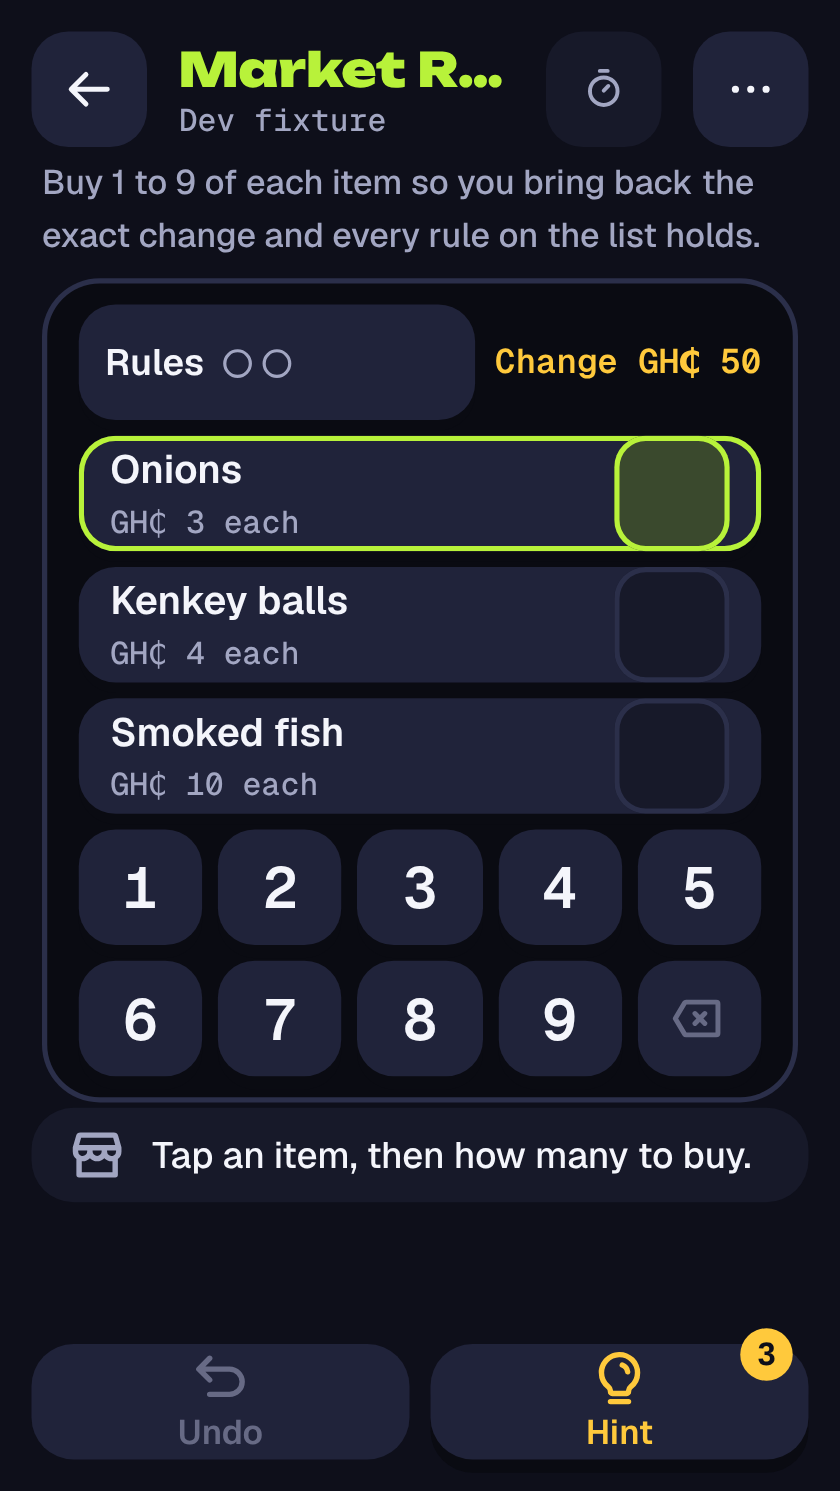 Market R...
Dev fixture
Buy 1 to 9 of each item so you bring back the
exact change and every rule on the list holds.
Rules
Change GH₵ 50
Onions
GH₵ 3 each
Kenkey balls
GH₵ 4 each
Smoked fish
GH₵ 10 each
1 2 3 4 5
6 7 8 9
Tap an item, then how many to buy.
3
Undo
Hint